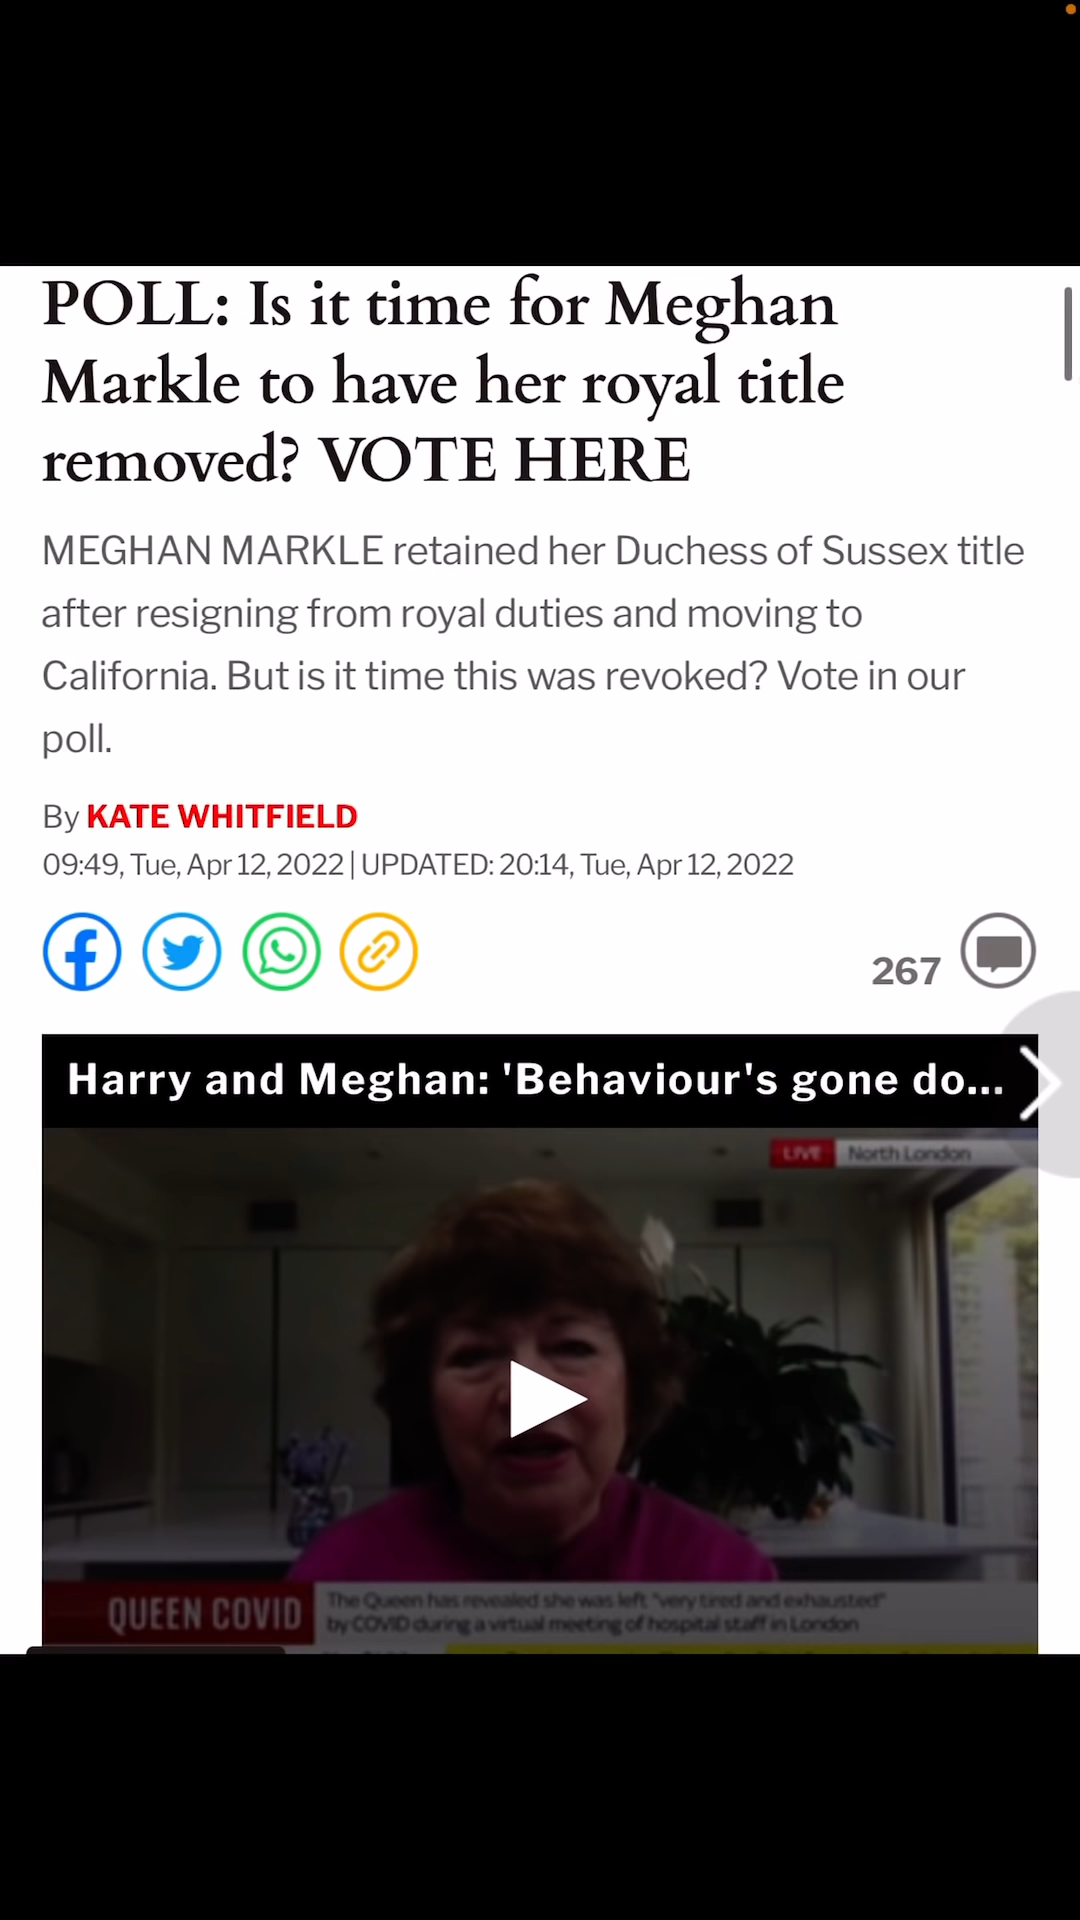 POLL: Is it time for Meghan
Markle to have her royal title
removed? VOTE HERE
MEGHAN MARKLE retained her Duchess of Sussex title
after resigning from royal duties and moving to
California. But is it time this was revoked? Vote in our
poll.
By KATE WHITFIELD
09:49, Tue, Apr 12, 2022 | UPDATED: 20:14, Tue, Apr 12, 2022
267
Harry and Meghan: 'Behaviour's gone do...
LIVE North London
QUEEN COVID
The Queen has revealed she was left "very tired and exhausted"
by COVID during a virtual meeting of hospital staff in London